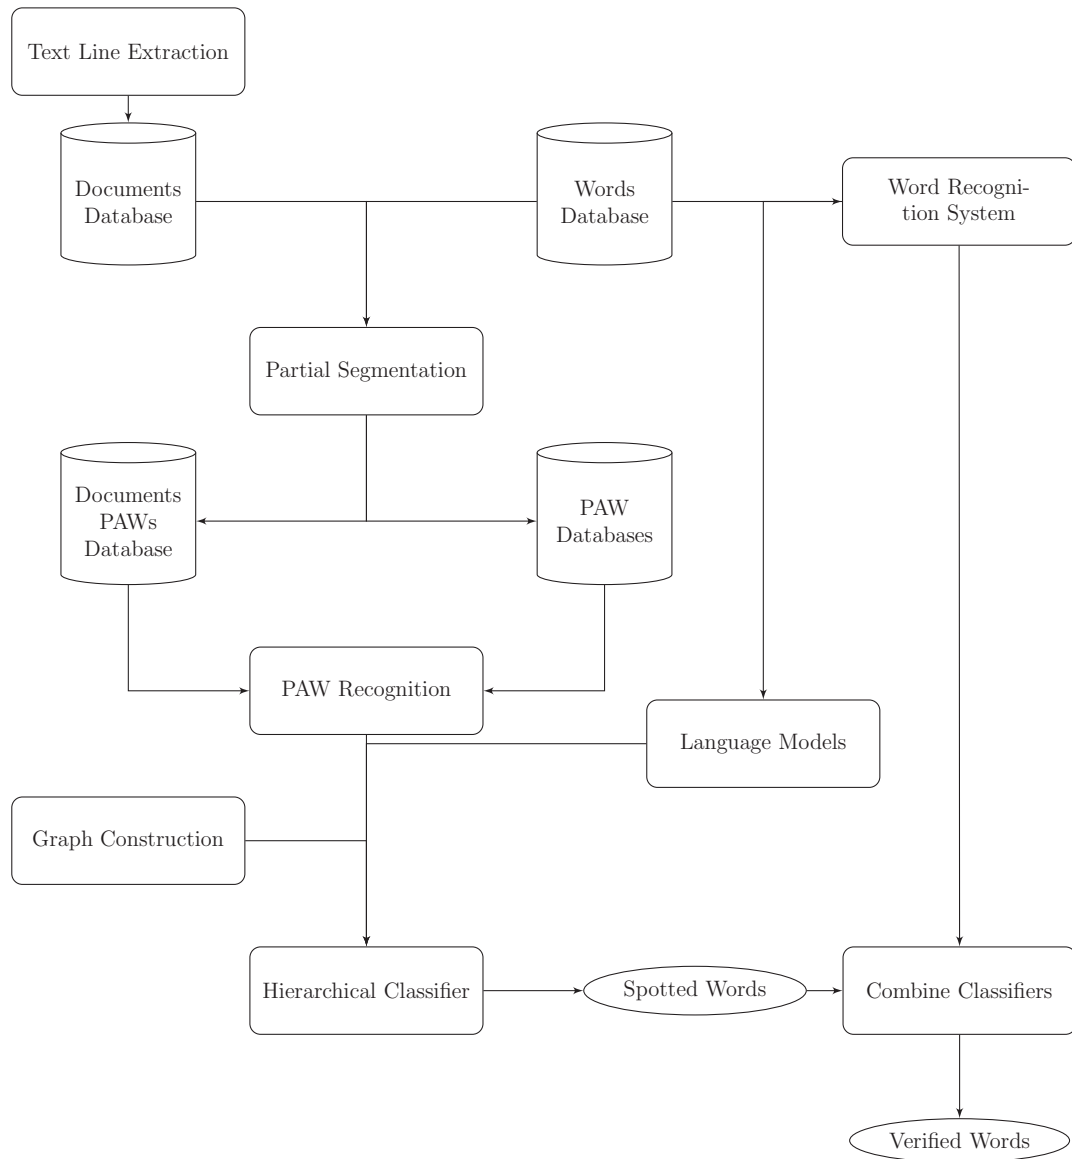 Text Line Extraction
Documents
Database
Words
Database
Word Recogni-
tion System
Partial Segmentation
Documents
PAWs
Database
PAW
Databases
PAW Recognition
Language Models
Graph Construction
Hierarchical Classifier
Spotted Words
Combine Classifiers
Verified Words